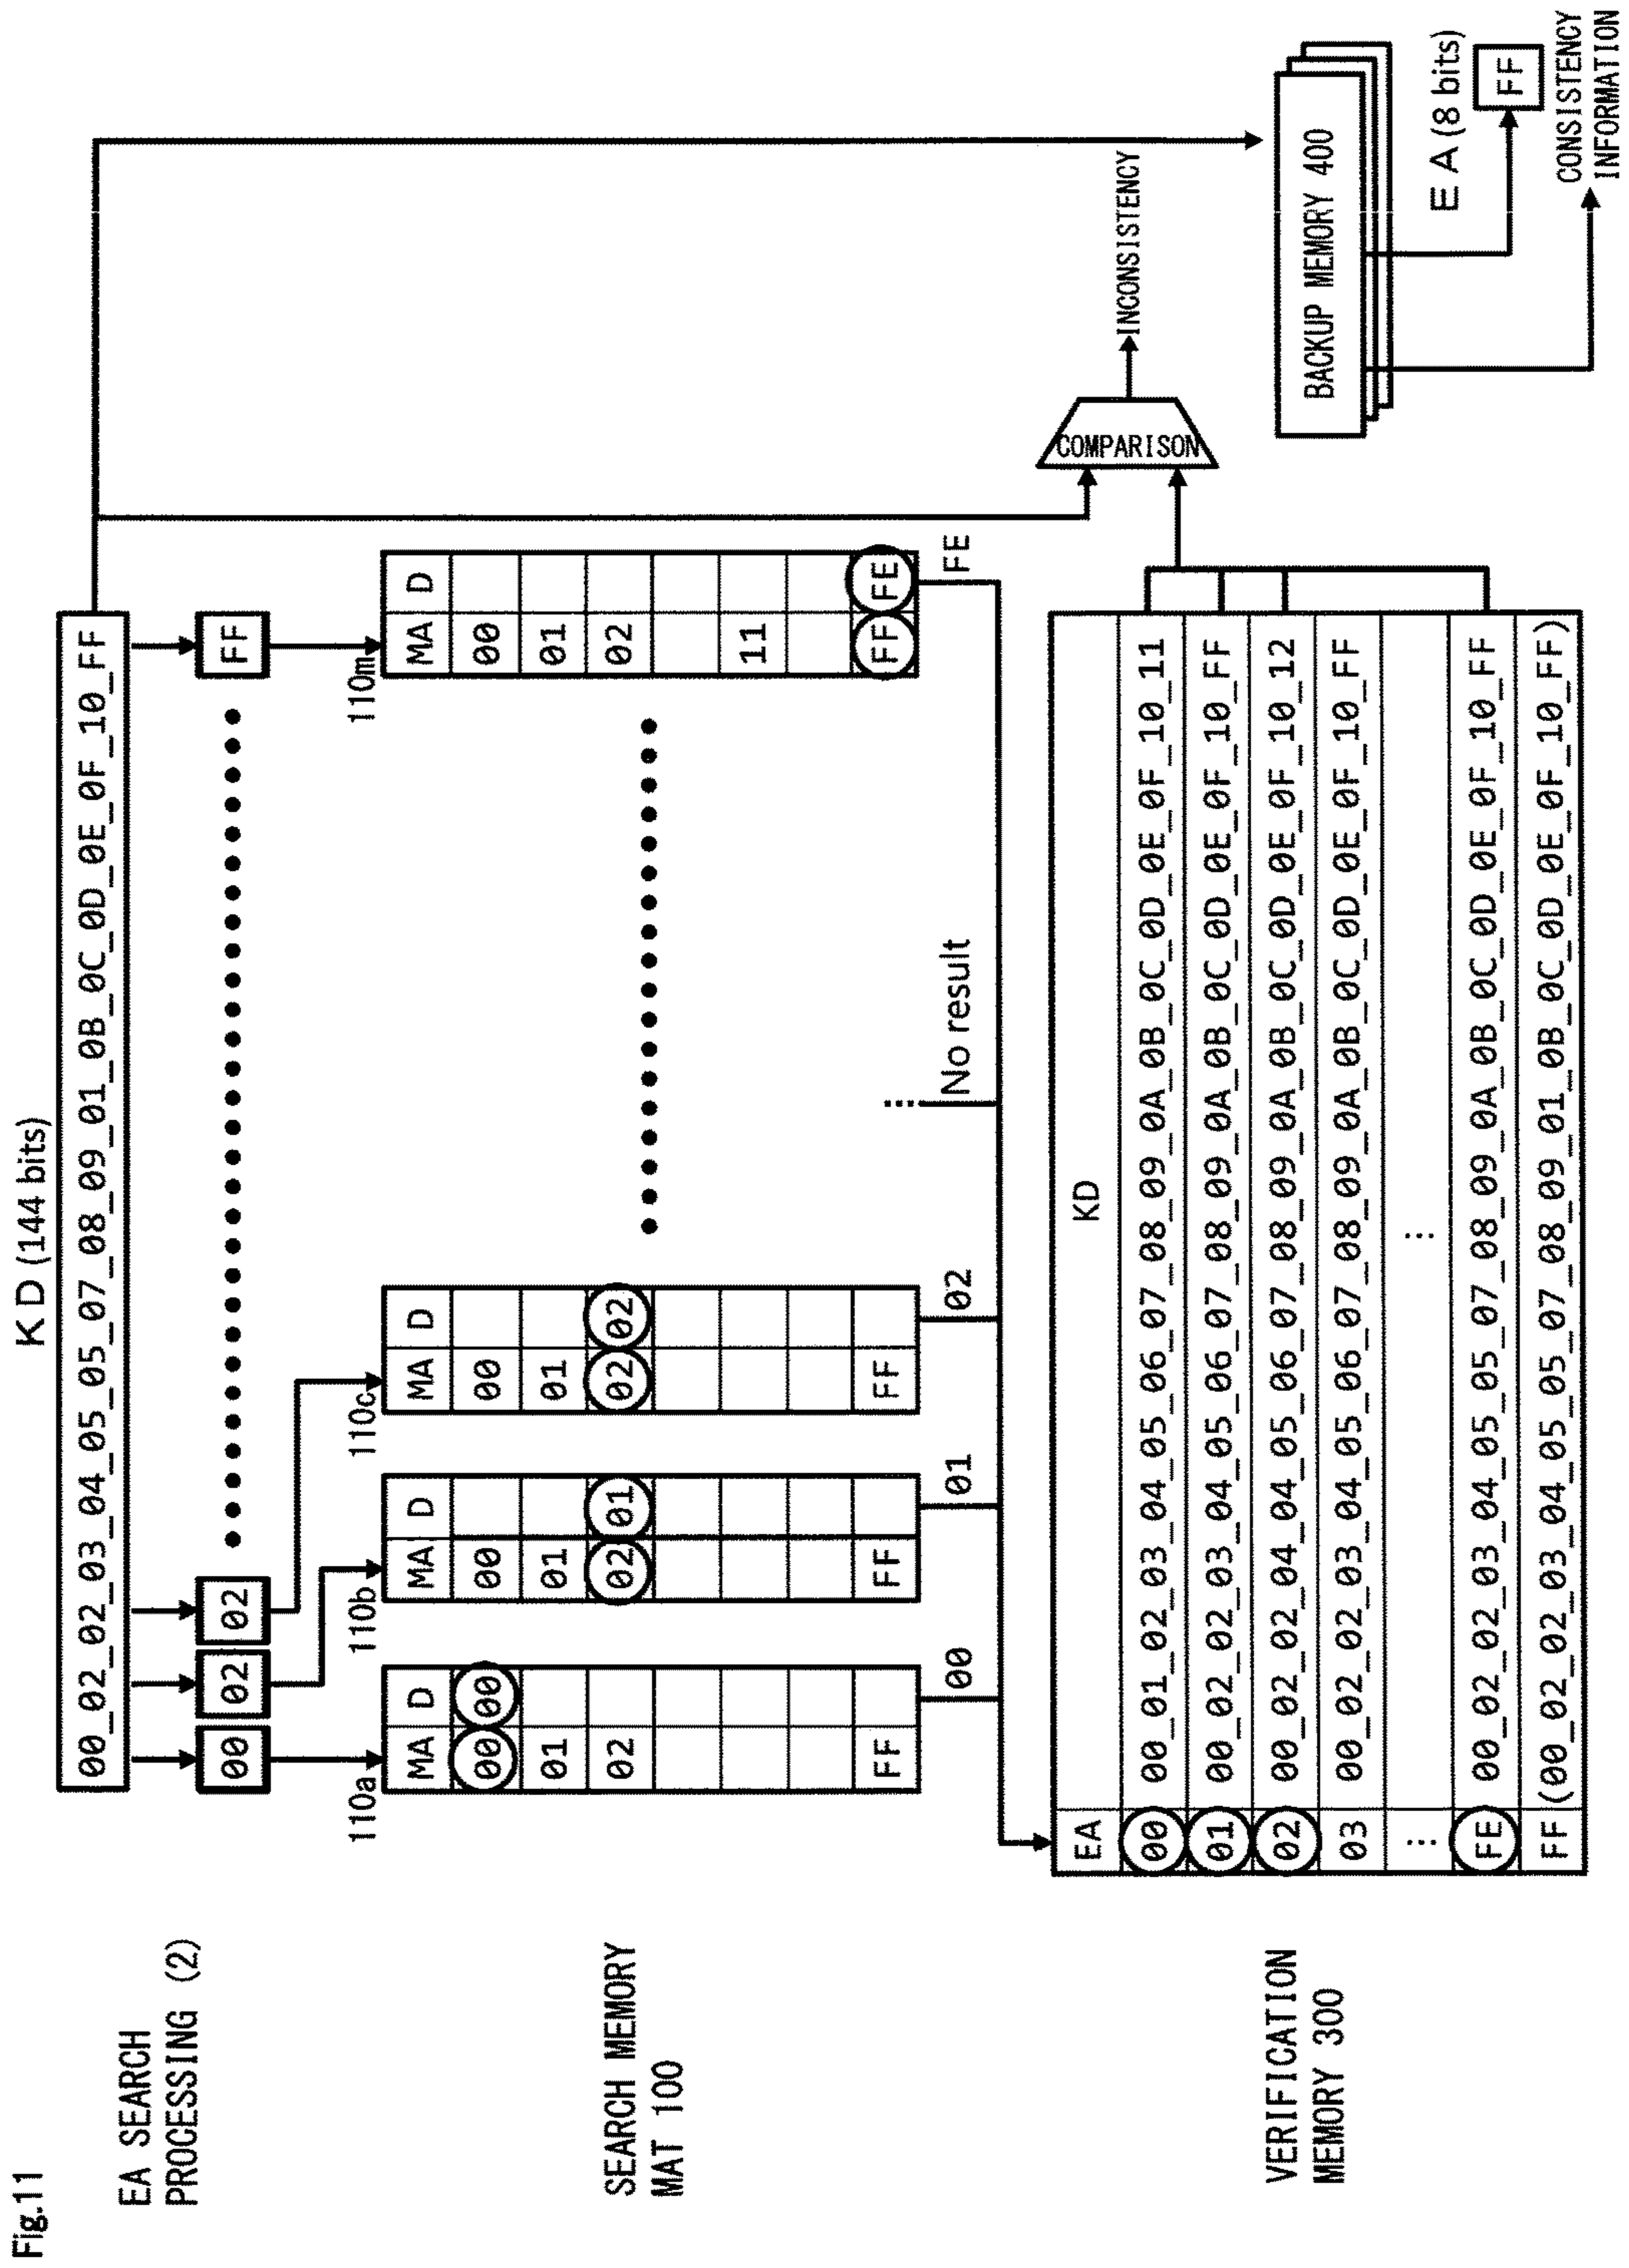 Fig.11
EA SEARCH
PROCESSING (2)
K D (144 bits)
00_02_02_03_04_05_05_07_08_09_01_0B_0C_0D_0E_0F_10_FF
00
02
02
FF
SEARCH MEMORY
MAT 100
110a
MA D
00 00
01
02
FF
00
110b
MA D
00
01
02 01
FF
01
110c
MA D
00
01
02 02
FF
02
No result
110m
MA D
00
01
02
11
FF FE
FE
VERIFICATION
MEMORY 300
EA KD
00 00_01_02_03_04_05_06_07_08_09_0A_0B_0C_0D_0E_0F_10_11
01 00_02_02_03_04_05_06_07_08_09_0A_0B_0C_0D_0E_0F_10_FF
02 00_02_02_04_04_05_06_07_08_09_0A_0B_0C_0D_0E_0F_10_12
03 00_02_02_03_04_05_06_07_08_09_0A_0B_0C_0D_0E_0F_10_FF
... ...
FE 00_02_02_03_04_05_05_07_08_09_0A_0B_0C_0D_0E_0F_10_FF
FF (00_02_02_03_04_05_05_07_08_09_01_0B_0C_0D_0E_0F_10_FF)
COMPARISON
INCONSISTENCY
BACKUP MEMORY 400
E A (8 bits)
FF
CONSISTENCY
INFORMATION